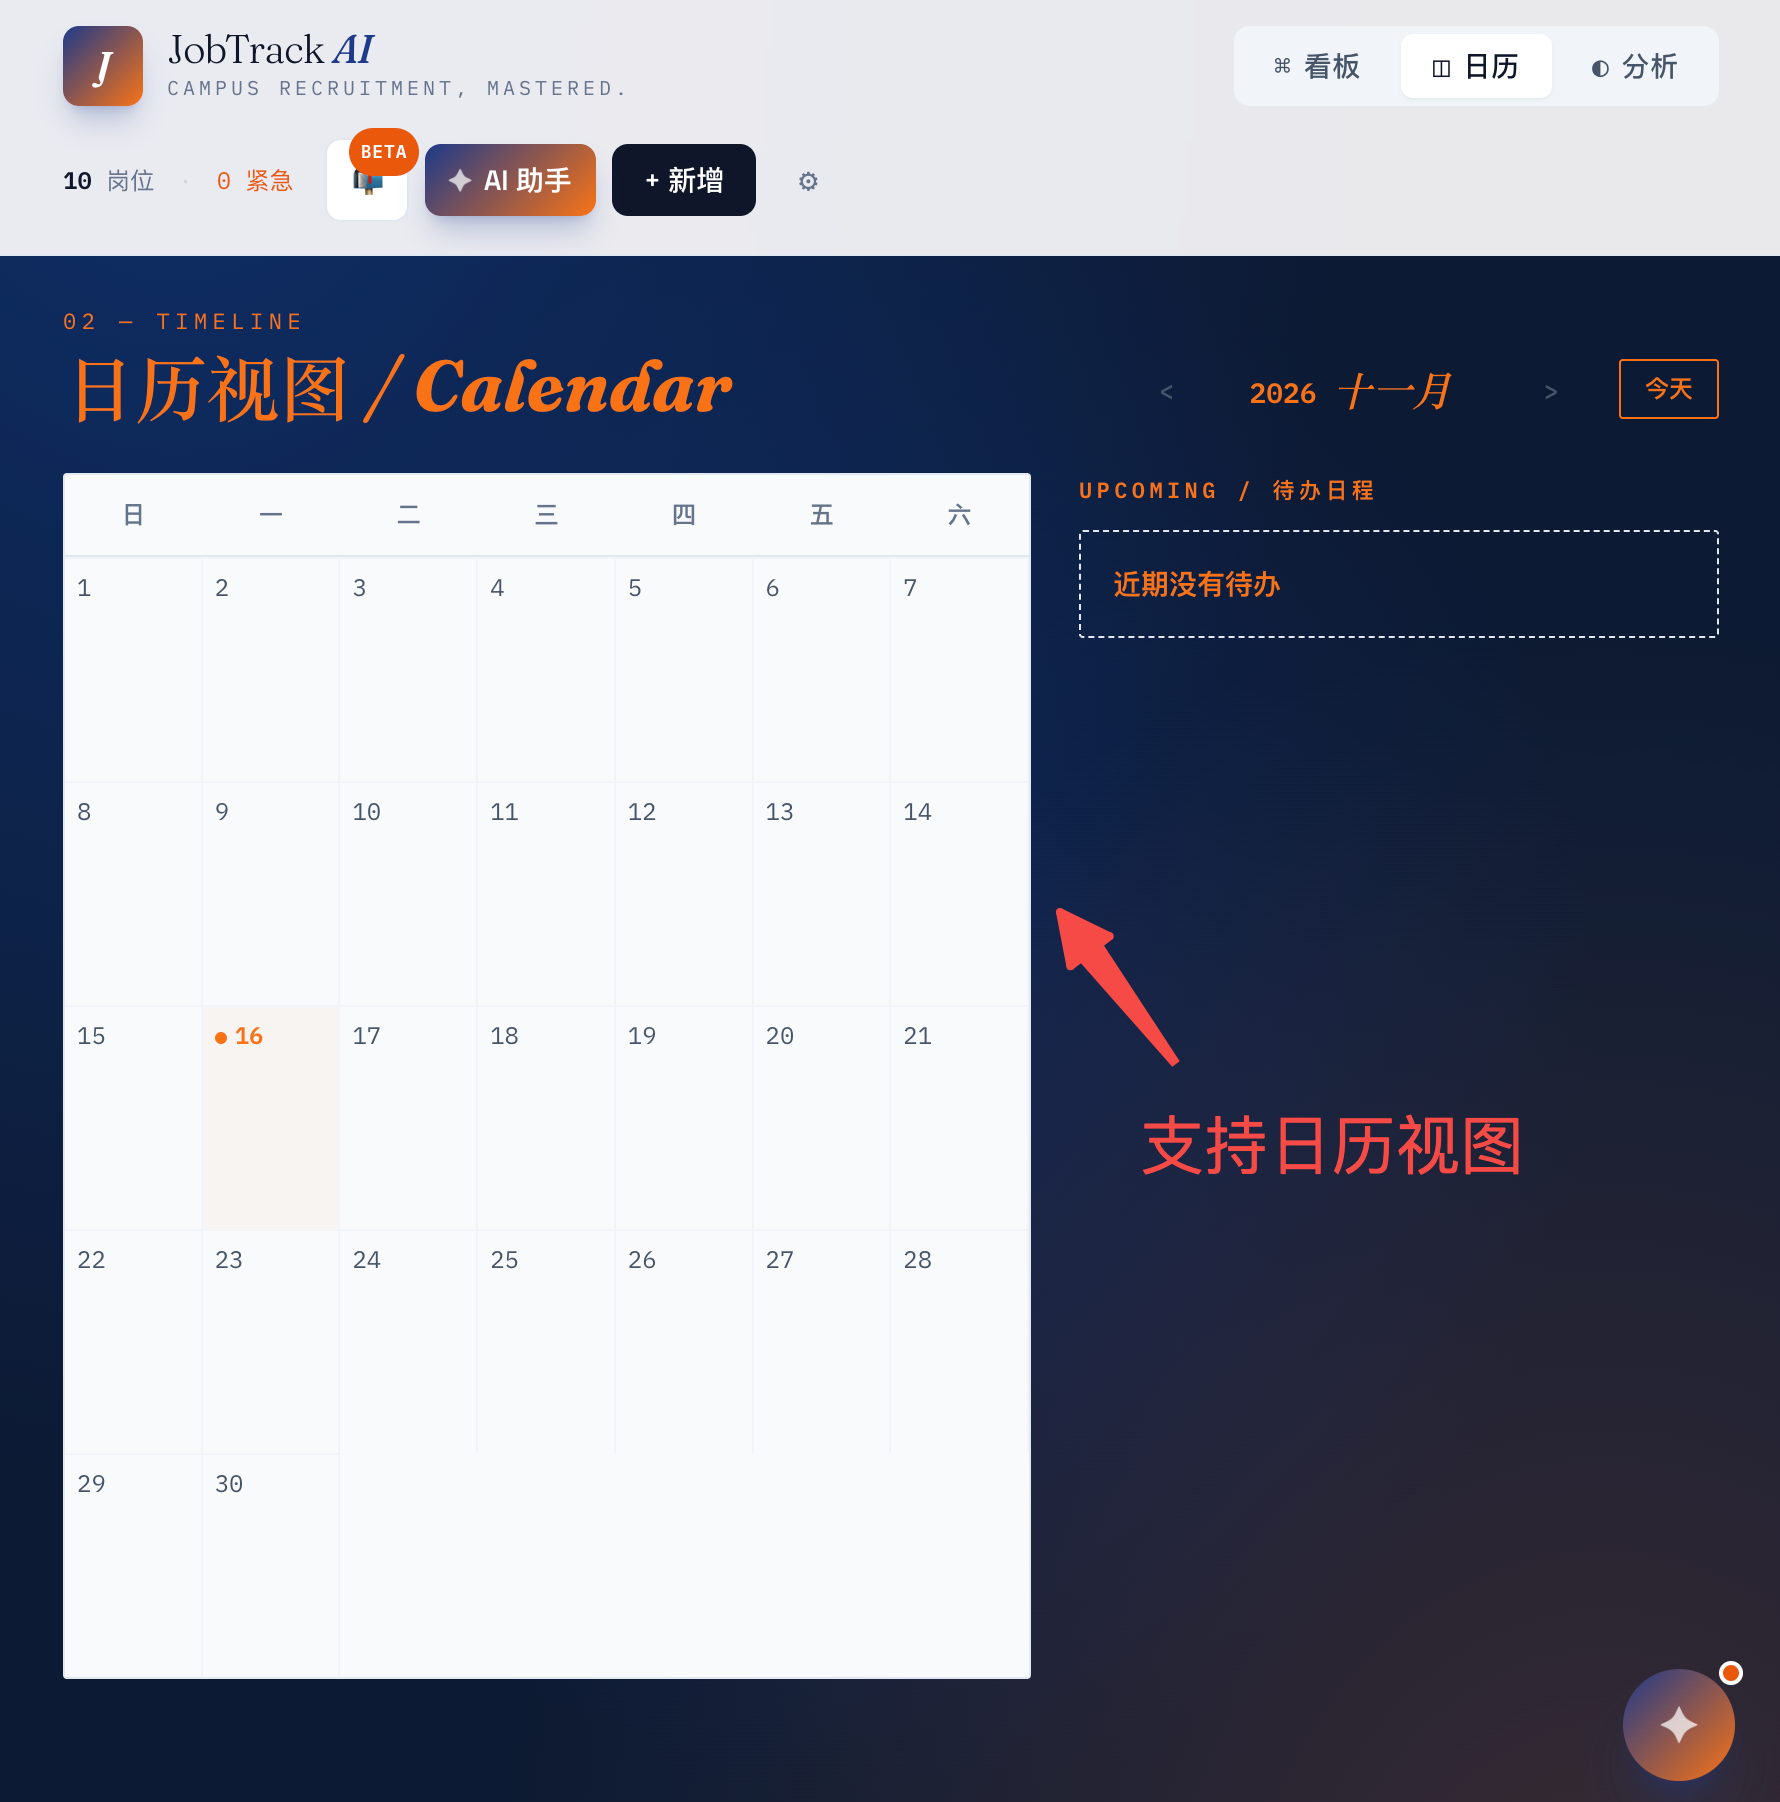 J
JobTrack AI
CAMPUS RECRUITMENT, MASTERED.
⌘ 看板
日历
分析
10 岗位 · 0 紧急
BETA
AI 助手
+ 新增
02 — TIMELINE
日历视图 / Calendar
< 2026 十一月 >
今天
日 一 二 三 四 五 六
1 2 3 4 5 6 7
8 9 10 11 12 13 14
15 16 17 18 19 20 21
22 23 24 25 26 27 28
29 30
UPCOMING / 待办日程
近期没有待办
支持日历视图